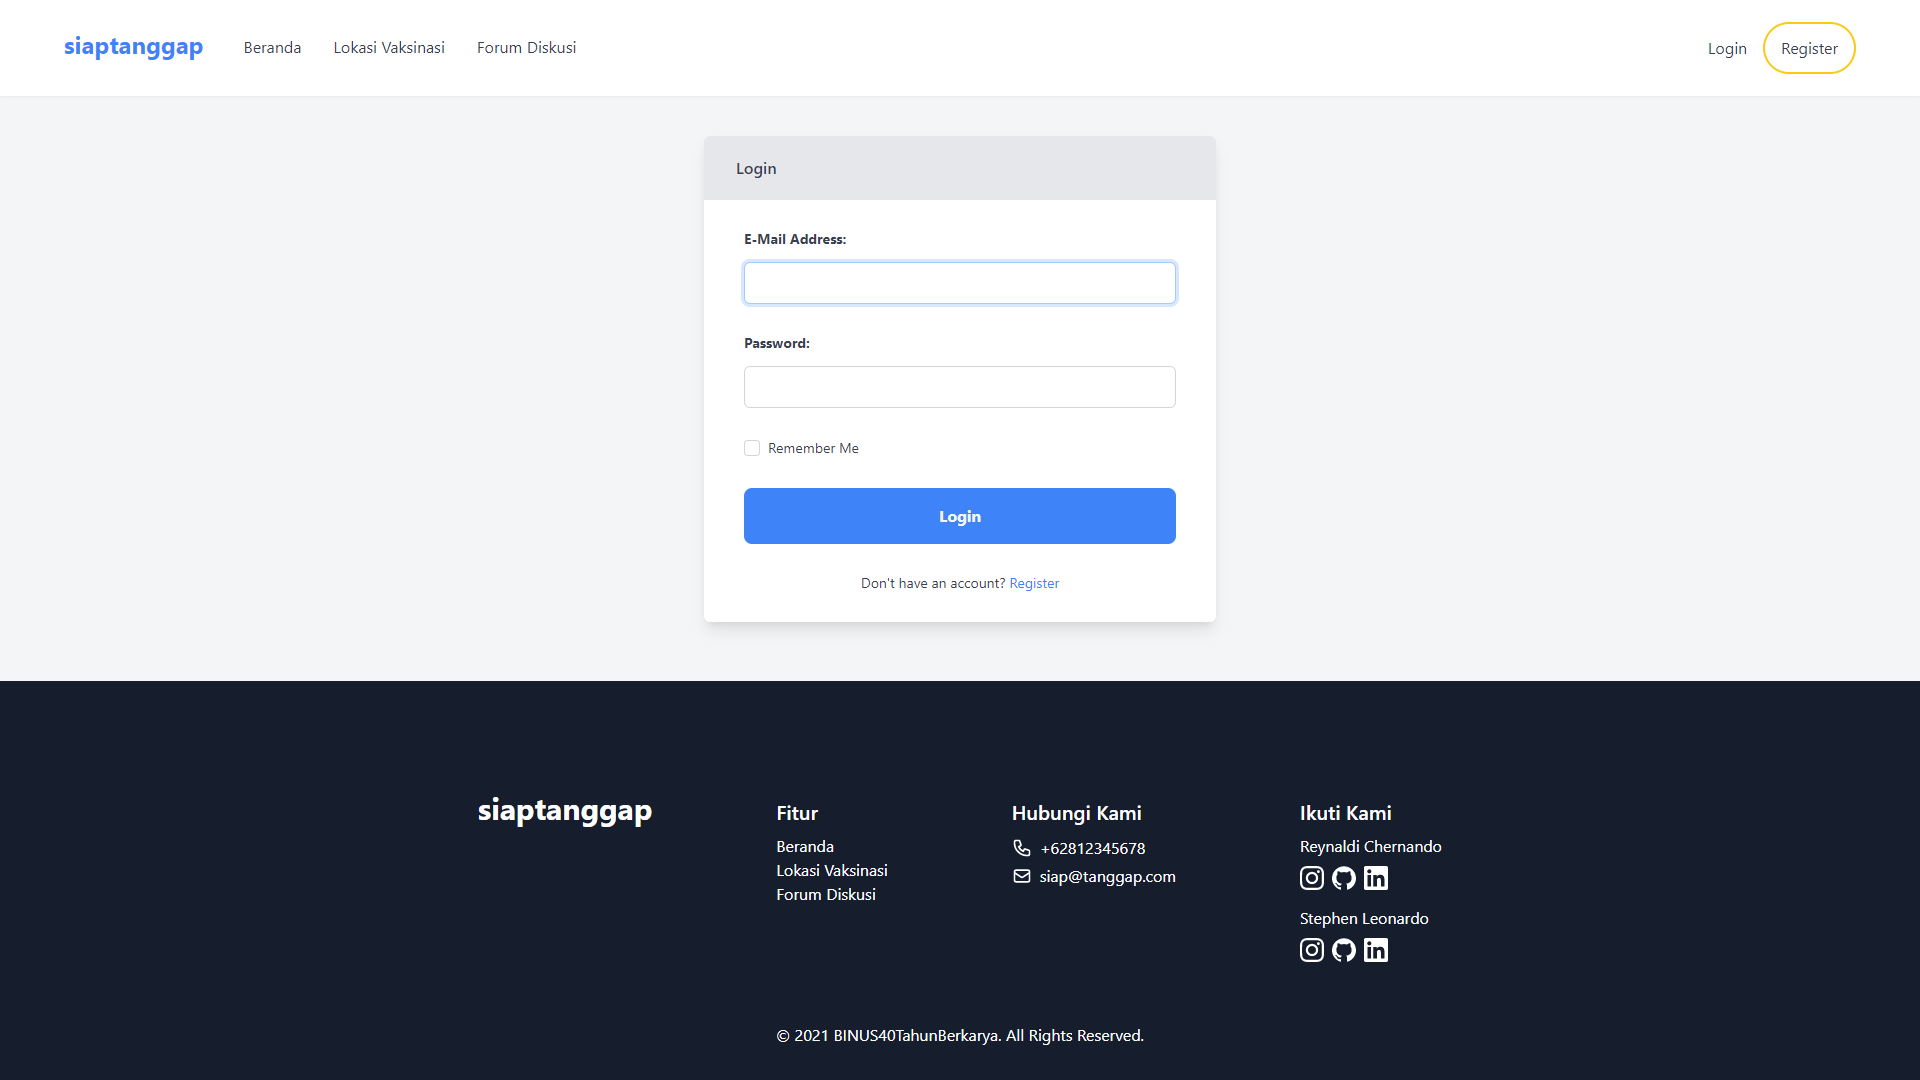 siaptanggap Beranda Lokasi Vaksinasi Forum Diskusi Login Register
Login
E-Mail Address:
Password:
Remember Me
Login
Don't have an account? Register
siaptanggap
Fitur
Beranda
Lokasi Vaksinasi
Forum Diskusi
Hubungi Kami
+62812345678
siap@tanggap.com
Ikuti Kami
Reynaldi Chernando
Stephen Leonardo
© 2021 BINUS40TahunBerkarya. All Rights Reserved.